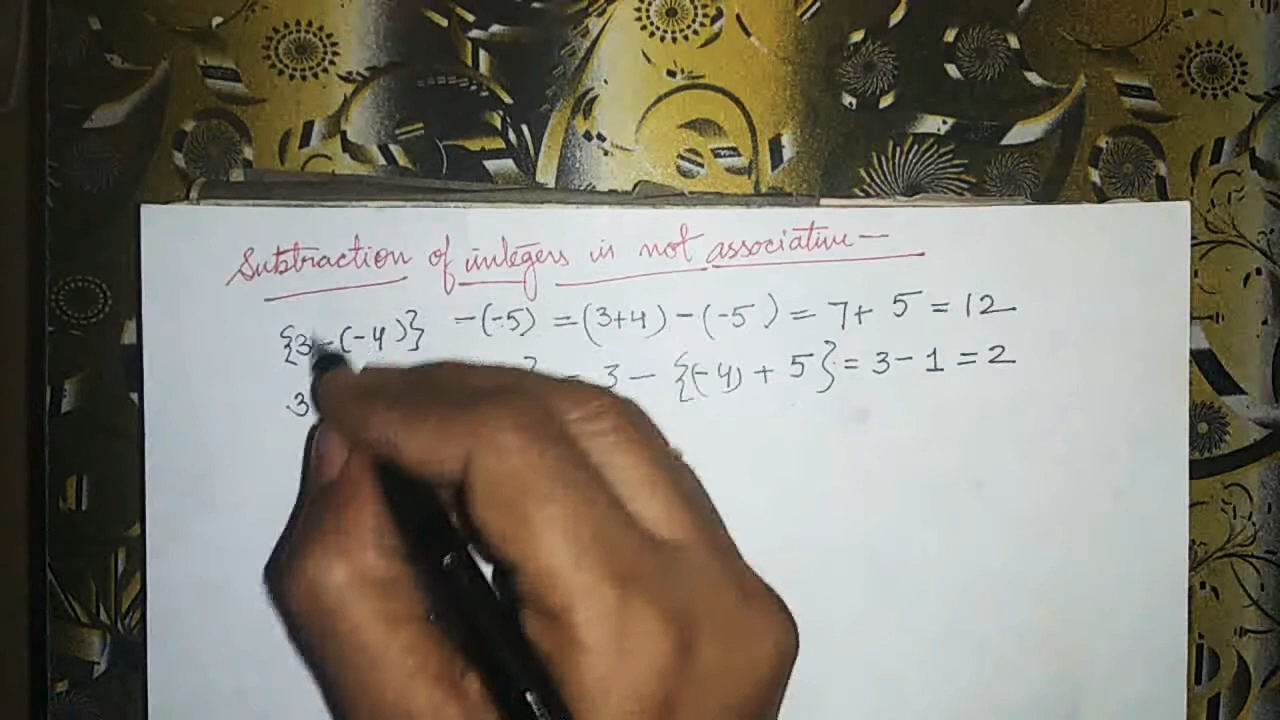 Subtraction of integers is not associative—
{3-(-4)} -(-5) =(3+4)-(-5) = 7+ 5 = 12
3 } = 3 - {(-4) + 5} = 3-1 = 2